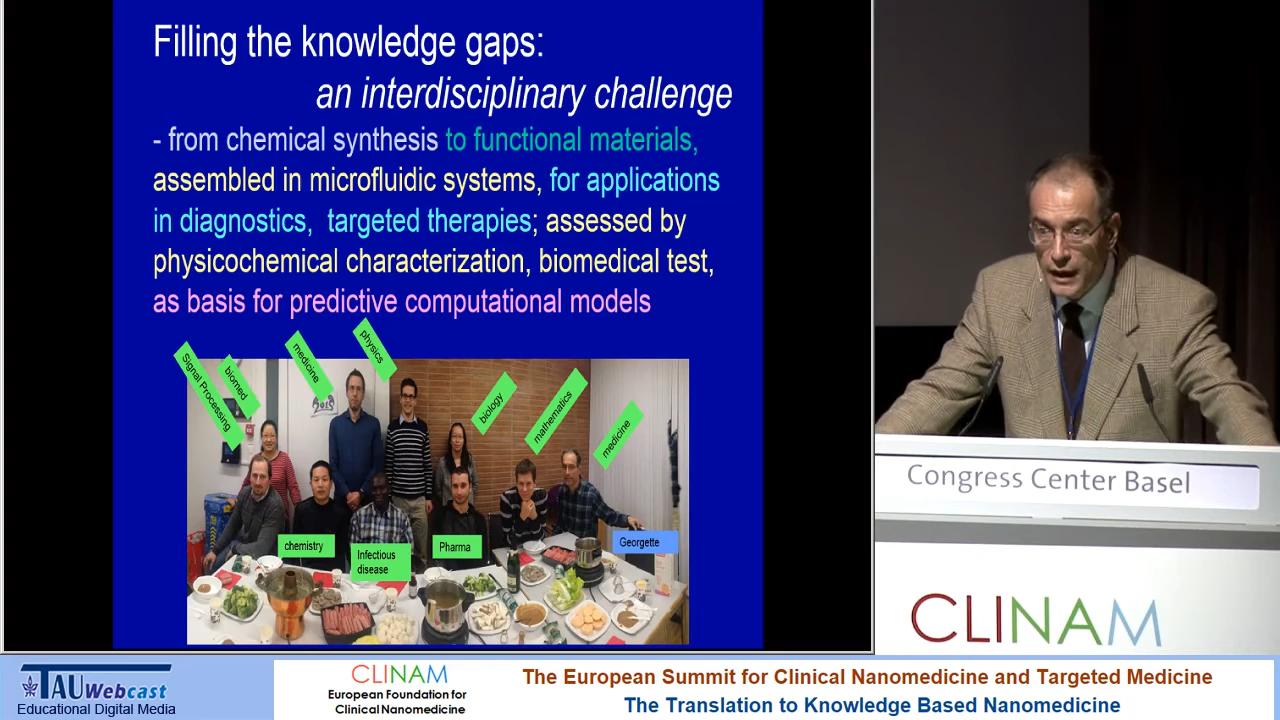 Filling the knowledge gaps:
an interdisciplinary challenge
- from chemical synthesis to functional materials,
assembled in microfluidic systems, for applications
in diagnostics, targeted therapies; assessed by
physicochemical characterization, biomedical test,
as basis for predictive computational models
Signal Processing
biomed
medicine
physics
biology
mathematics
medicine
chemistry
Infectious
disease
Pharma
Georgette
Congress Center Basel
CLINAM
TAU Webcast
Educational Digital Media
CLINAM
European Foundation for
Clinical Nanomedicine
The European Summit for Clinical Nanomedicine and Targeted Medicine
The Translation to Knowledge Based Nanomedicine